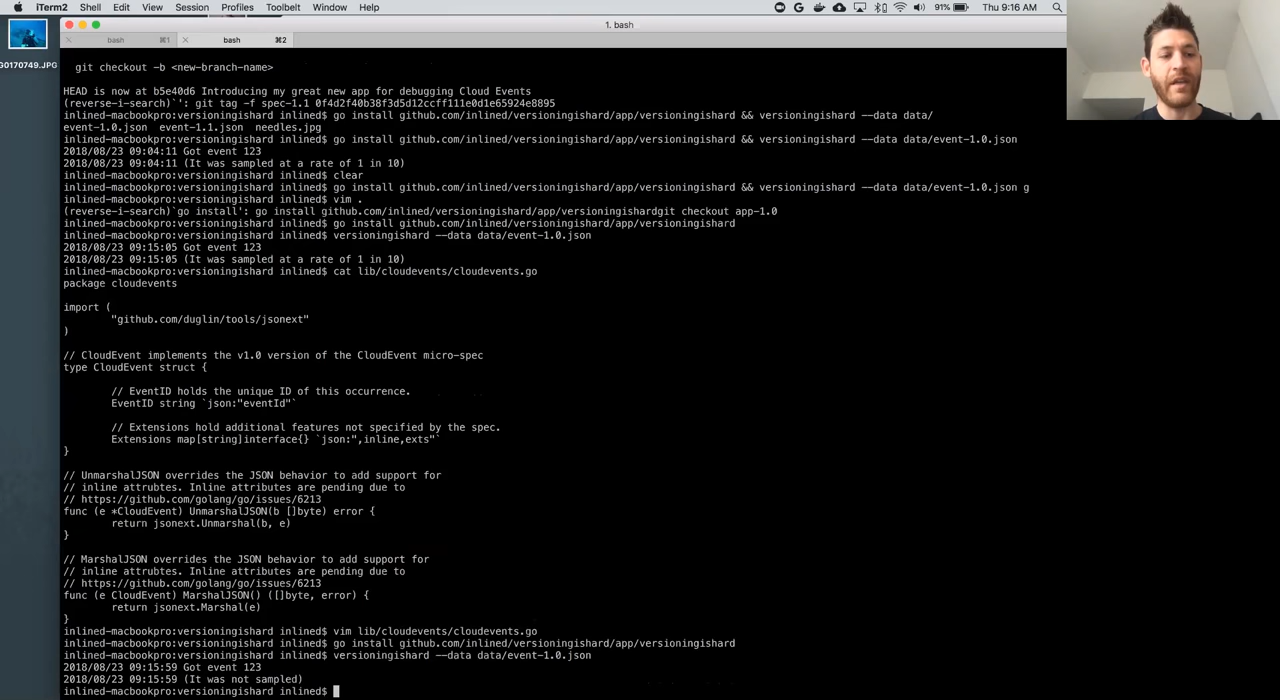 iTerm2 Shell Edit View Session Profiles Toolbelt Window Help 91% Thu 9:16 AM
1. bash
bash ⌘1 bash ⌘2
G0170749.JPG
git checkout -b <new-branch-name>
HEAD is now at b5e40d6 Introducing my great new app for debugging Cloud Events
(reverse-i-search)`': git tag -f spec-1.1 0f4d2f40b38f3d5d12ccff111e0d1e65924e8895
inlined-macbookpro:versioningishard inlined$ go install github.com/inlined/versioningishard/app/versioningishard && versioningishard --data data/
event-1.0.json  event-1.1.json  needles.jpg
inlined-macbookpro:versioningishard inlined$ go install github.com/inlined/versioningishard/app/versioningishard && versioningishard --data data/event-1.0.json
2018/08/23 09:04:11 Got event 123
2018/08/23 09:04:11 (It was sampled at a rate of 1 in 10)
inlined-macbookpro:versioningishard inlined$ clear
inlined-macbookpro:versioningishard inlined$ go install github.com/inlined/versioningishard/app/versioningishard && versioningishard --data data/event-1.0.json g
inlined-macbookpro:versioningishard inlined$ vim .
(reverse-i-search)`go install': go install github.com/inlined/versioningishard/app/versioningishardgit checkout app-1.0
inlined-macbookpro:versioningishard inlined$ go install github.com/inlined/versioningishard/app/versioningishard
inlined-macbookpro:versioningishard inlined$ versioningishard --data data/event-1.0.json
2018/08/23 09:15:05 Got event 123
2018/08/23 09:15:05 (It was sampled at a rate of 1 in 10)
inlined-macbookpro:versioningishard inlined$ cat lib/cloudevents/cloudevents.go
package cloudevents
import (
"github.com/duglin/tools/jsonext"
)
// CloudEvent implements the v1.0 version of the CloudEvent micro-spec
type CloudEvent struct {
// EventID holds the unique ID of this occurrence.
EventID string `json:"eventId"`
// Extensions hold additional features not specified by the spec.
Extensions map[string]interface{} `json:",inline,exts"`
}
// UnmarshalJSON overrides the JSON behavior to add support for
// inline attrubtes. Inline attributes are pending due to
// https://github.com/golang/go/issues/6213
func (e *CloudEvent) UnmarshalJSON(b []byte) error {
return jsonext.Unmarshal(b, e)
}
// MarshalJSON overrides the JSON behavior to add support for
// inline attributes. Inline attributes are pending due to
// https://github.com/golang/go/issues/6213
func (e CloudEvent) MarshalJSON() ([]byte, error) {
return jsonext.Marshal(e)
}
inlined-macbookpro:versioningishard inlined$ vim lib/cloudevents/cloudevents.go
inlined-macbookpro:versioningishard inlined$ go install github.com/inlined/versioningishard/app/versioningishard
inlined-macbookpro:versioningishard inlined$ versioningishard --data data/event-1.0.json
2018/08/23 09:15:59 Got event 123
2018/08/23 09:15:59 (It was not sampled)
inlined-macbookpro:versioningishard inlined$